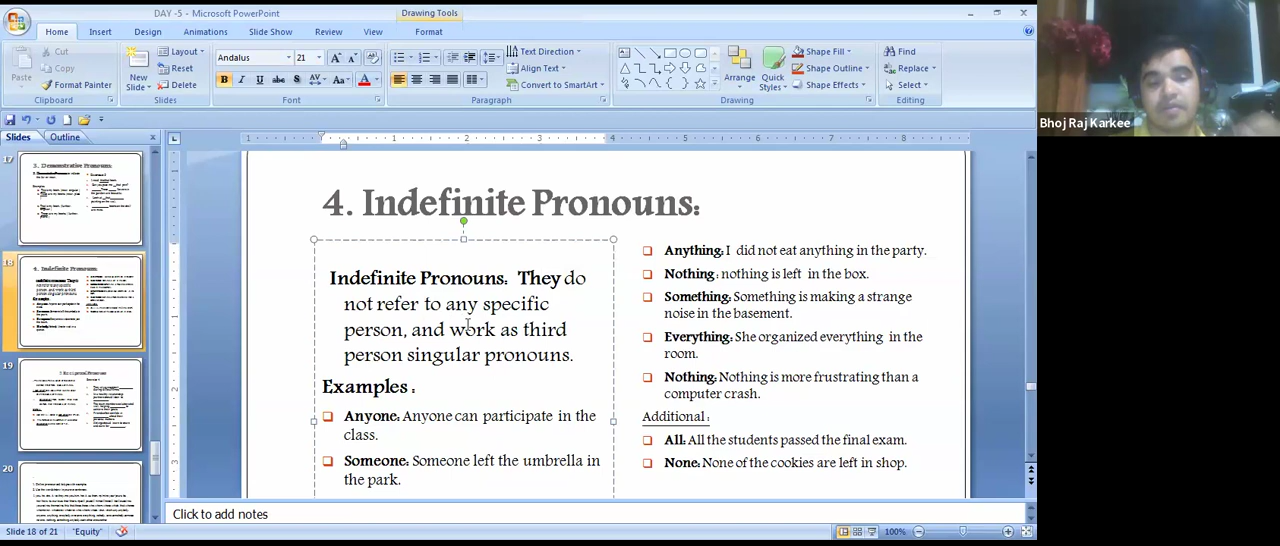 DAY -5 - Microsoft PowerPoint
Drawing Tools
Home
Insert
Design
Animations
Slide Show
Review
View
Format
Cut
Copy
Format Painter
Paste
Clipboard
New
Slide
Layout
Reset
Delete
Slides
Andalus
21
B I U abc S AV Aa A
Font
Text Direction
Align Text
Convert to SmartArt
Paragraph
Arrange
Quick
Styles
Shape Fill
Shape Outline
Shape Effects
Drawing
Find
Replace
Select
Editing
Bhoj Raj Karkee
Slides
Outline
17
18
19
20
4. Indefinite Pronouns:
Indefinite Pronouns: They do
not refer to any specific
person, and work as third
person singular pronouns.
Examples :
Anyone: Anyone can participate in the
class.
Someone: Someone left the umbrella in
the park.
Anything: I did not eat anything in the party.
Nothing : nothing is left in the box.
Something: Something is making a strange
noise in the basement.
Everything: She organized everything in the
room.
Nothing: Nothing is more frustrating than a
computer crash.
Additional :
All: All the students passed the final exam.
None: None of the cookies are left in shop.
Click to add notes
Slide 18 of 21
"Equity"
100%